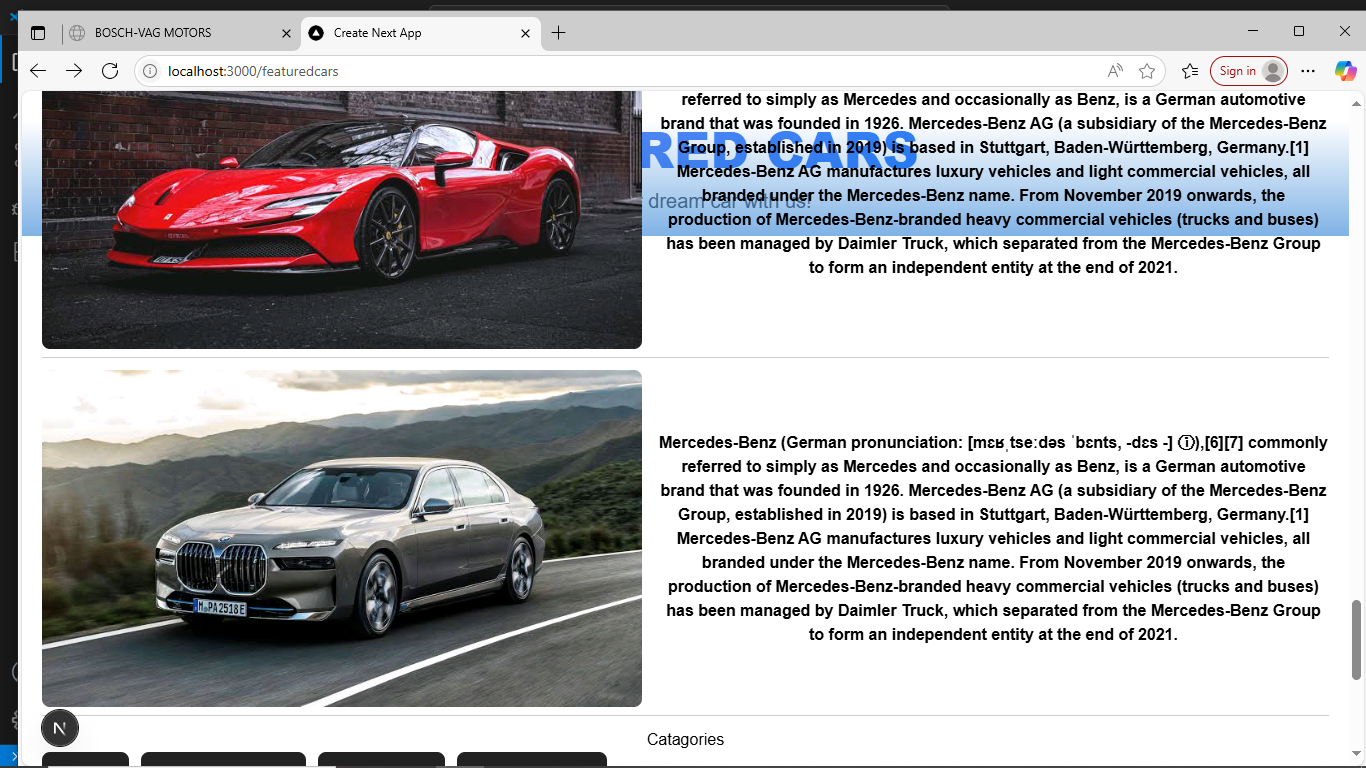 BOSCH-VAG MOTORS
Create Next App
localhost:3000/featuredcars
Sign in
referred to simply as Mercedes and occasionally as Benz, is a German automotive
brand that was founded in 1926. Mercedes-Benz AG (a subsidiary of the Mercedes-Benz
RED CARS
Group, established in 2019) is based in Stuttgart, Baden-Württemberg, Germany.[1]
Mercedes-Benz AG manufactures luxury vehicles and light commercial vehicles, all
branded under the Mercedes-Benz name. From November 2019 onwards, the
dream car with us!
production of Mercedes-Benz-branded heavy commercial vehicles (trucks and buses)
has been managed by Daimler Truck, which separated from the Mercedes-Benz Group
to form an independent entity at the end of 2021.
Mercedes-Benz (German pronunciation: [mɛʁˌtseːdəs ˈbɛnts, -dɛs -] ⓘ),[6][7] commonly
referred to simply as Mercedes and occasionally as Benz, is a German automotive
brand that was founded in 1926. Mercedes-Benz AG (a subsidiary of the Mercedes-Benz
Group, established in 2019) is based in Stuttgart, Baden-Württemberg, Germany.[1]
Mercedes-Benz AG manufactures luxury vehicles and light commercial vehicles, all
branded under the Mercedes-Benz name. From November 2019 onwards, the
production of Mercedes-Benz-branded heavy commercial vehicles (trucks and buses)
has been managed by Daimler Truck, which separated from the Mercedes-Benz Group
to form an independent entity at the end of 2021.
M PA2518E
N
Catagories